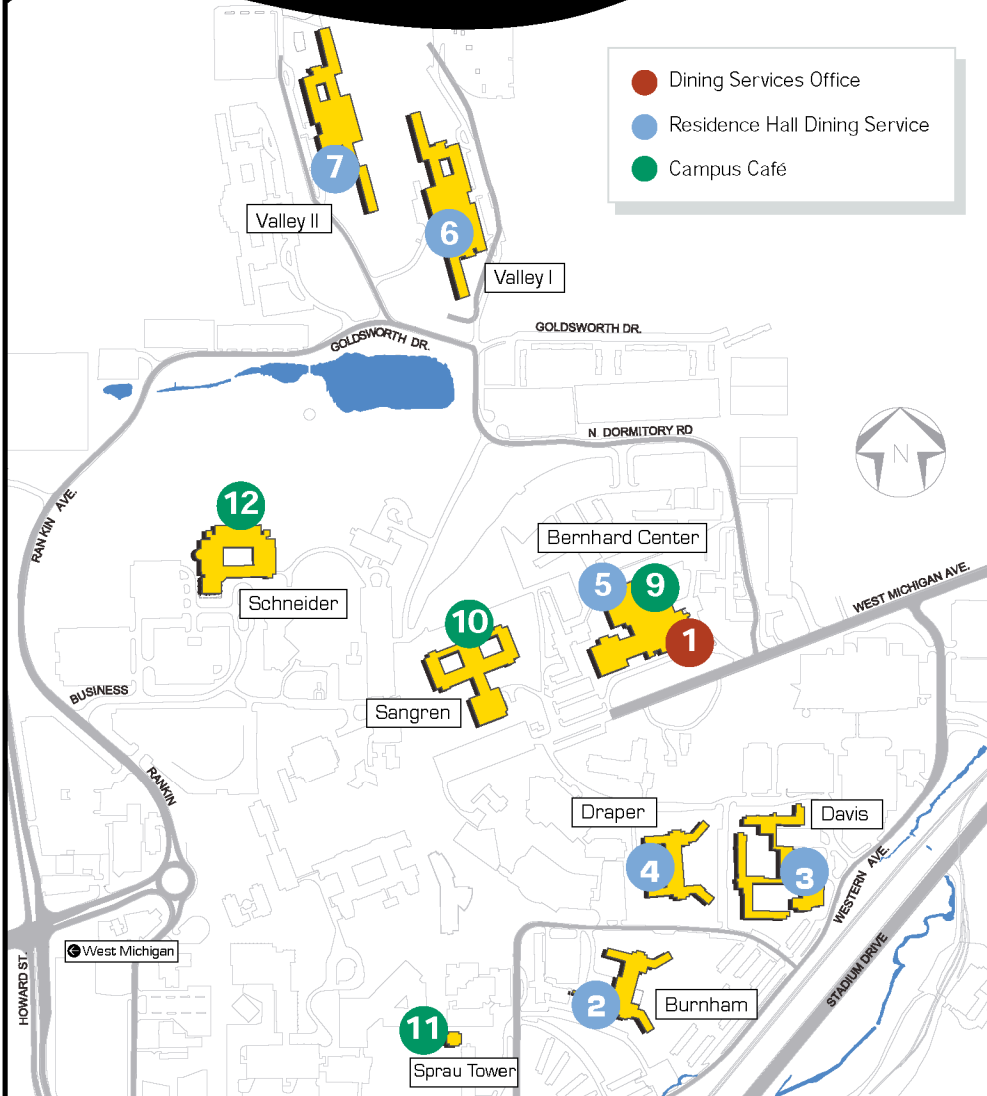 Dining Services Office
Residence Hall Dining Service
Campus Café
7
Valley II
6
Valley I
GOLDSWORTH DR.
GOLDSWORTH DR.
N DORMITORY RD
N
RANKIN AVE.
12
Schneider
Bernhard Center
5
9
1
WEST MICHIGAN AVE.
10
Sangren
BUSINESS
RANKIN
Draper
4
Davis
3
WESTERN AVE.
STADIUM DRIVE
West Michigan
HOWARD ST.
2
Burnham
11
Sprau Tower